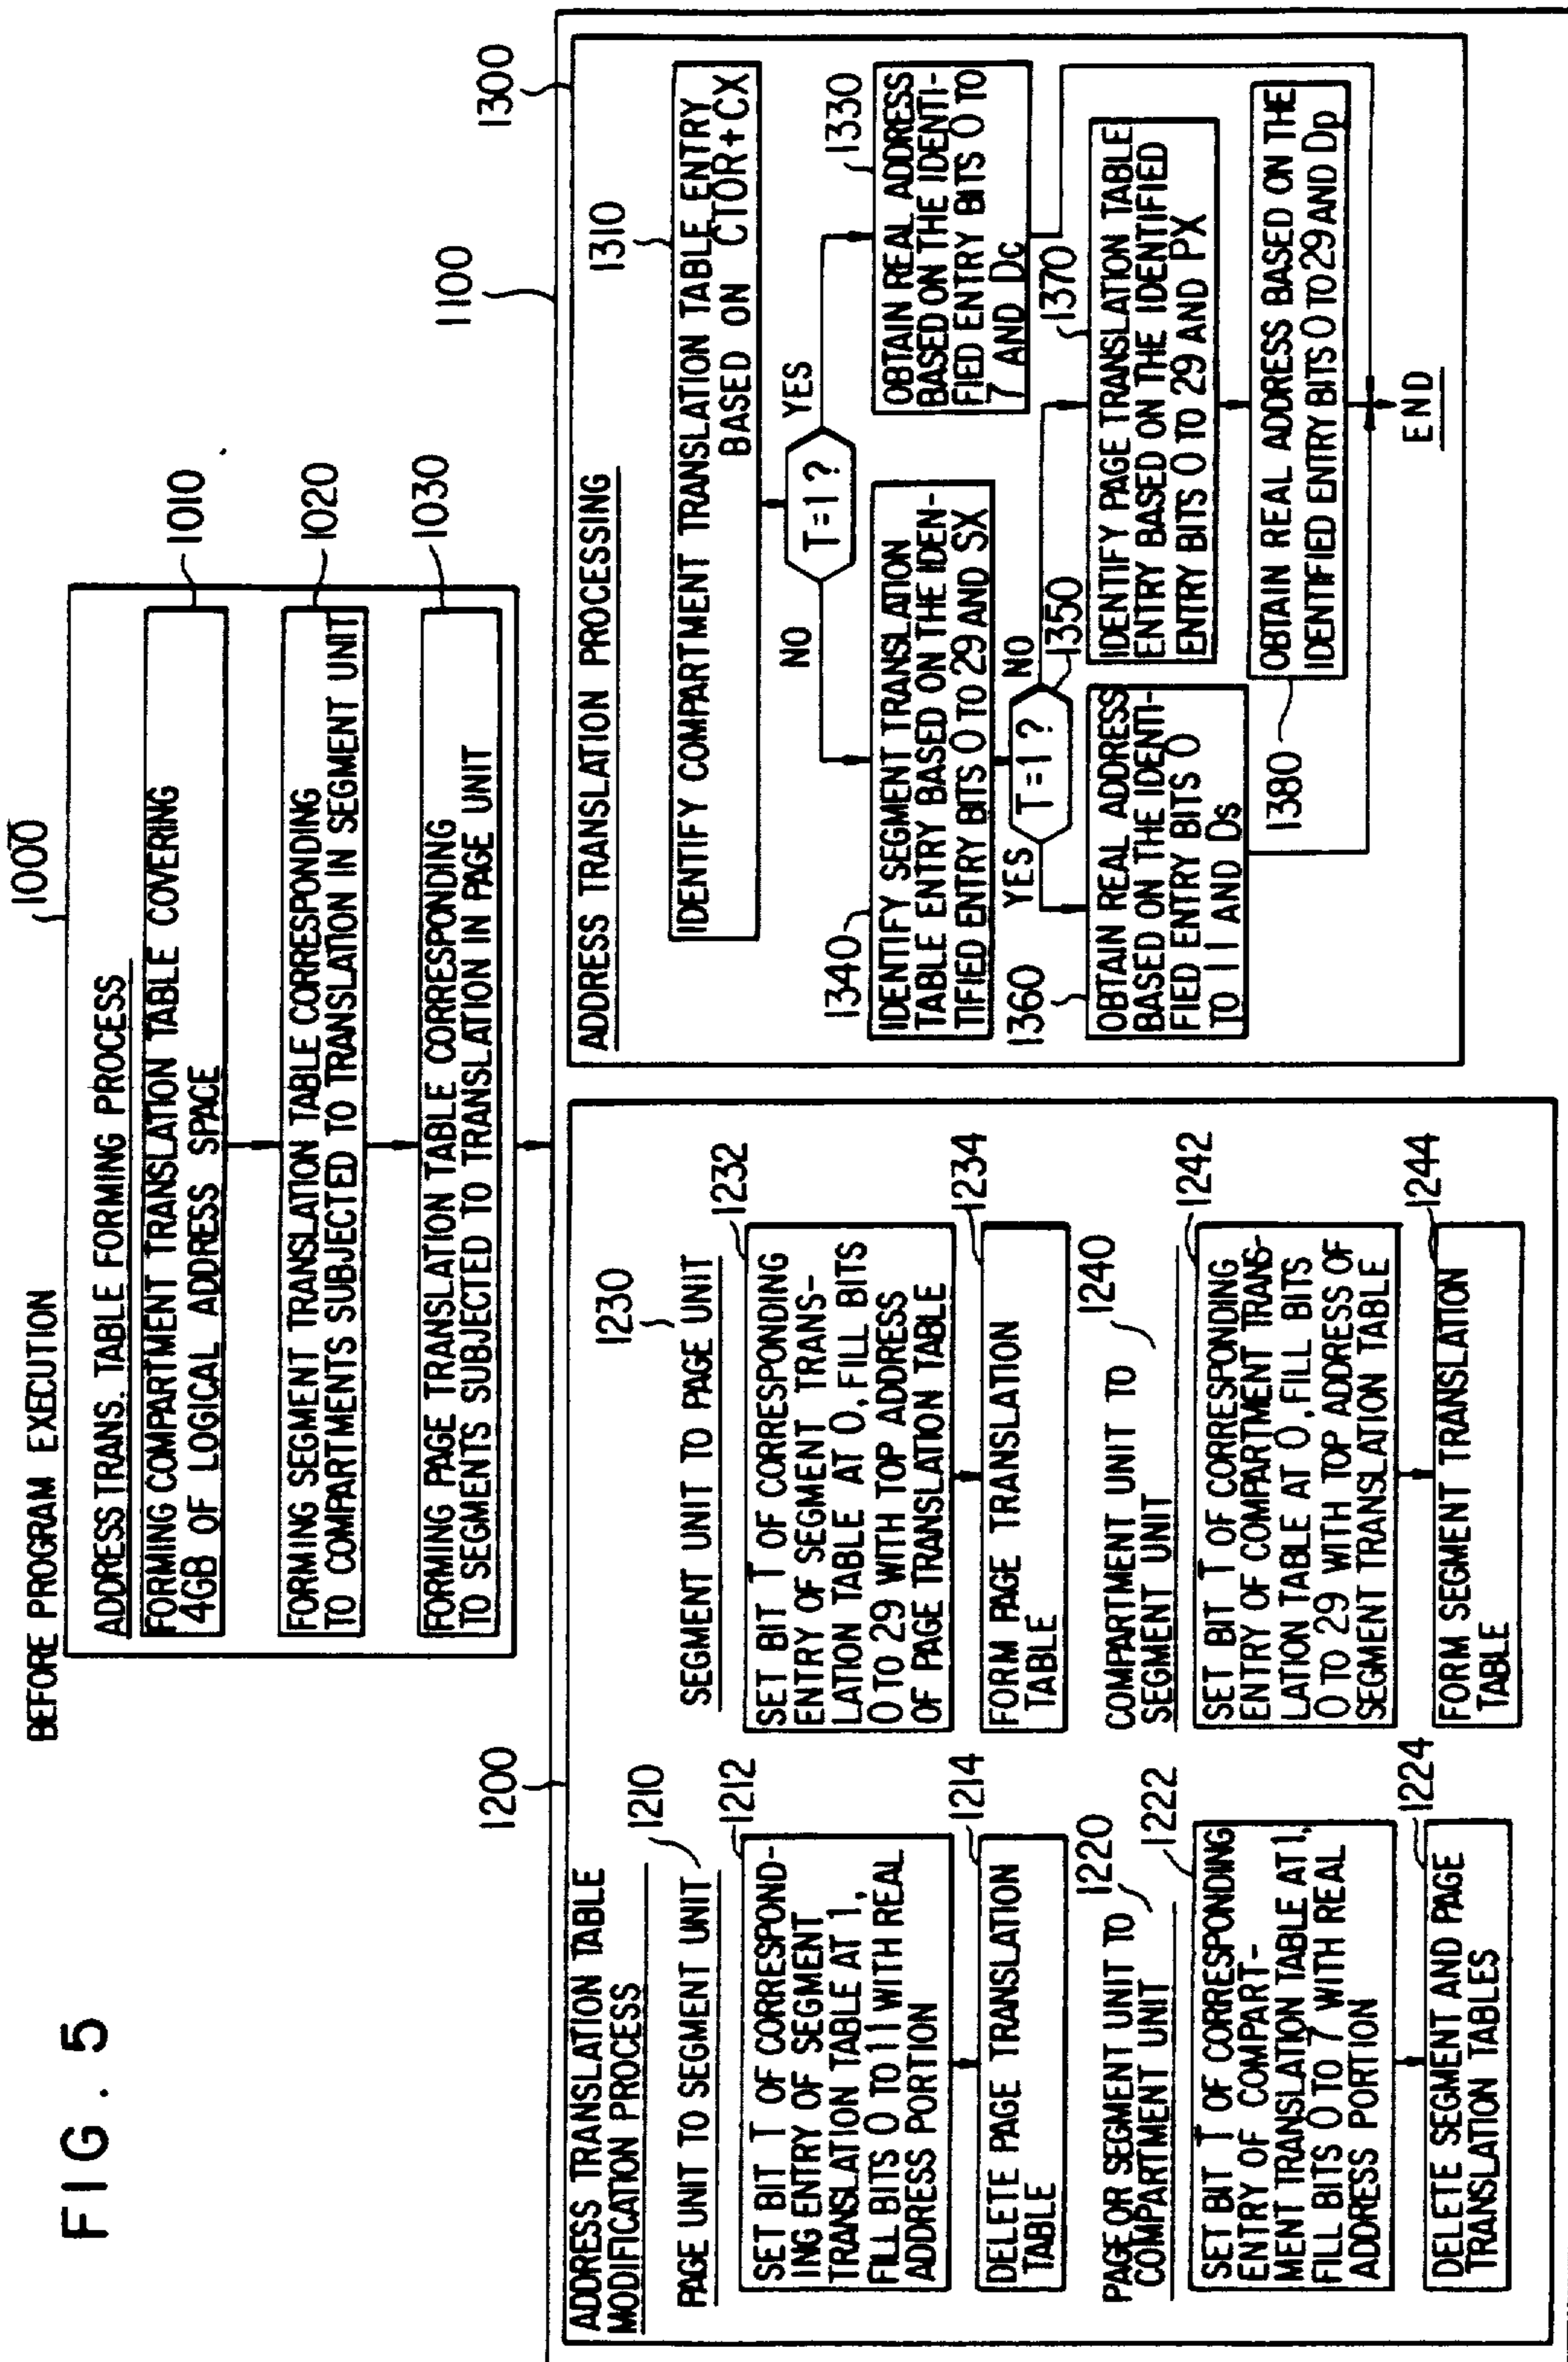 FIG. 5
BEFORE PROGRAM EXECUTION
1000
ADDRESS TRANS. TABLE FORMING PROCESS
FORMING COMPARTMENT TRANSLATION TABLE COVERING
4GB OF LOGICAL ADDRESS SPACE
1010
FORMING SEGMENT TRANSLATION TABLE CORRESPONDING
TO COMPARTMENTS SUBJECTED TO TRANSLATION IN SEGMENT UNIT
1020
FORMING PAGE TRANSLATION TABLE CORRESPONDING
TO SEGMENTS SUBJECTED TO TRANSLATION IN PAGE UNIT
1030
1100
1200
ADDRESS TRANSLATION TABLE
MODIFICATION PROCESS
PAGE UNIT TO SEGMENT UNIT
1210
SET BIT T OF CORRESPOND-
ING ENTRY OF SEGMENT
TRANSLATION TABLE AT 1,
FILL BITS 0 TO 11 WITH REAL
ADDRESS PORTION
1212
DELETE PAGE TRANSLATION
TABLE
1214
PAGE OR SEGMENT UNIT TO
COMPARTMENT UNIT
1220
SET BIT T OF CORRESPONDING
ENTRY OF COMPART-
MENT TRANSLATION TABLE AT 1,
FILL BITS 0 TO 7 WITH REAL
ADDRESS PORTION
1222
DELETE SEGMENT AND PAGE
TRANSLATION TABLES
1224
SEGMENT UNIT TO PAGE UNIT
1230
SET BIT T OF CORRESPONDING
ENTRY OF SEGMENT TRANS-
LATION TABLE AT 0, FILL BITS
0 TO 29 WITH TOP ADDRESS
OF PAGE TRANSLATION TABLE
1232
FORM PAGE TRANSLATION
TABLE
1234
COMPARTMENT UNIT TO
SEGMENT UNIT
1240
SET BIT T OF CORRESPONDING
ENTRY OF COMPARTMENT TRANS-
LATION TABLE AT 0, FILL BITS
0 TO 29 WITH TOP ADDRESS OF
SEGMENT TRANSLATION TABLE
1242
FORM SEGMENT TRANSLATION
TABLE
1244
1300
ADDRESS TRANSLATION PROCESSING
1310
IDENTIFY COMPARTMENT TRANSLATION TABLE ENTRY
BASED ON CTOR+CX
T=1?
NO
YES
1340
IDENTIFY SEGMENT TRANSLATION
TABLE ENTRY BASED ON THE IDEN-
TIFIED ENTRY BITS 0 TO 29 AND SX
1330
OBTAIN REAL ADDRESS
BASED ON THE IDENTI-
FIED ENTRY BITS 0 TO
7 AND Dc
YES
T=1?
NO
1350
1360
OBTAIN REAL ADDRESS
BASED ON THE IDENTI-
FIED ENTRY BITS 0
TO 11 AND Ds
1370
IDENTIFY PAGE TRANSLATION TABLE
ENTRY BASED ON THE IDENTIFIED
ENTRY BITS 0 TO 29 AND PX
1380
OBTAIN REAL ADDRESS BASED ON THE
IDENTIFIED ENTRY BITS 0 TO 29 AND Dp
END